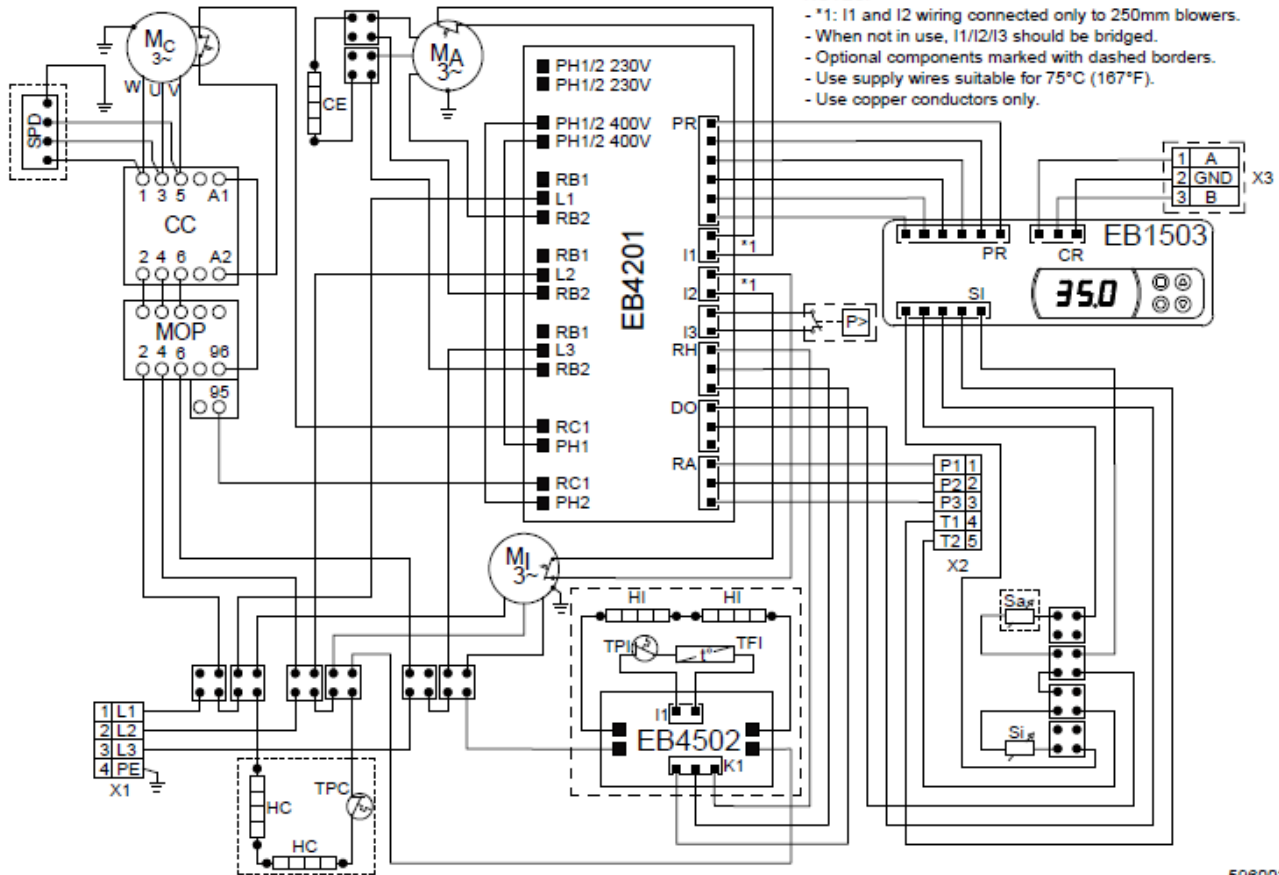 - *1: I1 and I2 wiring connected only to 250mm blowers.
- When not in use, I1/I2/I3 should be bridged.
- Optional components marked with dashed borders.
- Use supply wires suitable for 75°C (167°F).
- Use copper conductors only.
MC
3~
W U V
SPD
1 3 5 A1
CC
2 4 6 A2
MOP
2 4 6 96
95
CE
MA
3~
PH1/2 230V
PH1/2 230V
PH1/2 400V
PH1/2 400V
RB1
L1
RB2
RB1
L2
RB2
RB1
L3
RB2
RC1
PH1
RC1
PH2
EB4201
PR
I1
*1
I2
*1
I3
RH
DO
RA
P>
1 A
2 GND
3 B
X3
EB1503
PR
CR
SI
35.0
P1 1
P2 2
P3 3
T1 4
T2 5
X2
Sa
Si
MI
3~
HI
HI
TPI
t°
TFI
I1
EB4502
K1
1 L1
2 L2
3 L3
4 PE
X1
HC
TPC
HC